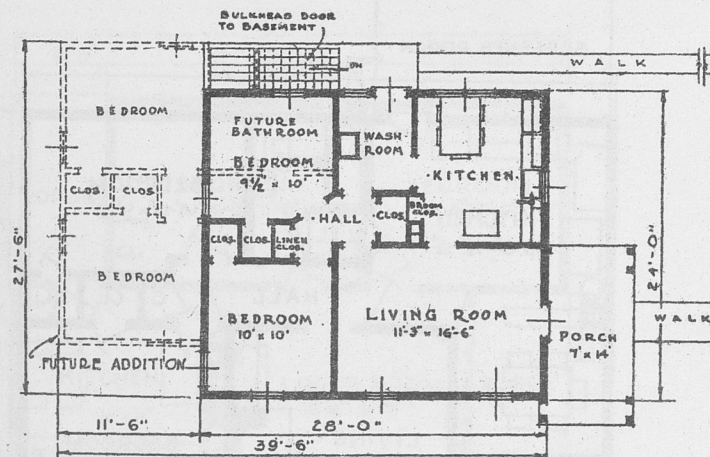 BULKHEAD DOOR
TO BASEMENT
DN
WALK
BEDROOM
FUTURE
BATHROOM
BEDROOM
9½' x 10'
WASH
ROOM
KITCHEN
CLOS.
CLOS.
HALL
CLOS.
BROOM
CLOS.
CLOS.
CLOS.
LINEN
CLOS.
27'-6"
24'-0"
BEDROOM
BEDROOM
10' x 10'
LIVING ROOM
11'-3" x 16'-6"
PORCH
7' x 14'
WALK
FUTURE ADDITION
11'-6"
28'-0"
39'-6"